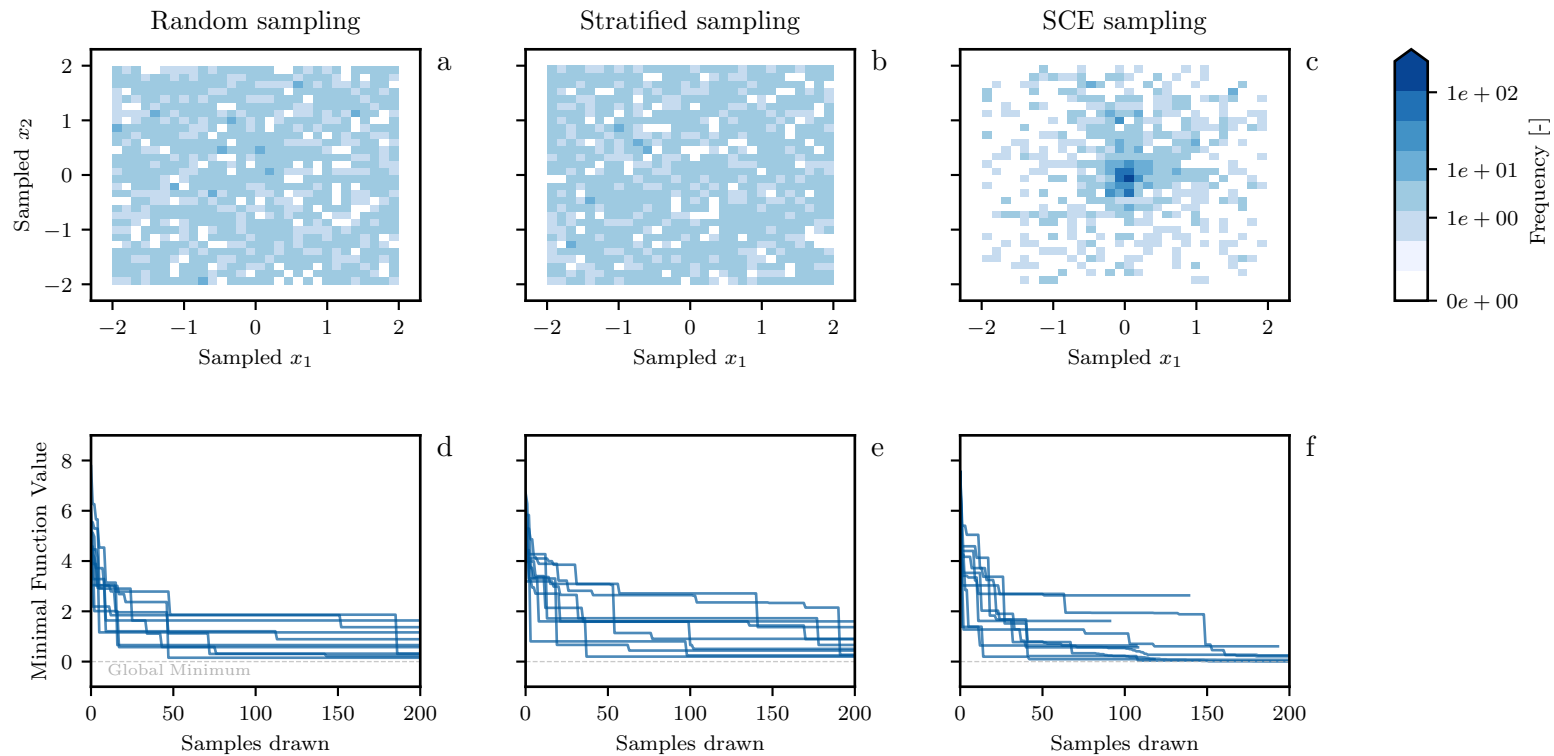 Random sampling
Stratified sampling
SCE sampling
a
b
c
2
1
0
−1
−2
Sampled x₂
−2 −1 0 1 2
−2 −1 0 1 2
−2 −1 0 1 2
Sampled x₁
Sampled x₁
Sampled x₁
1e + 02
1e + 01
1e + 00
0e + 00
Frequency [-]
d
e
f
8
6
4
2
0
Minimal Function Value
Global Minimum
0 50 100 150 200
0 50 100 150 200
0 50 100 150 200
Samples drawn
Samples drawn
Samples drawn